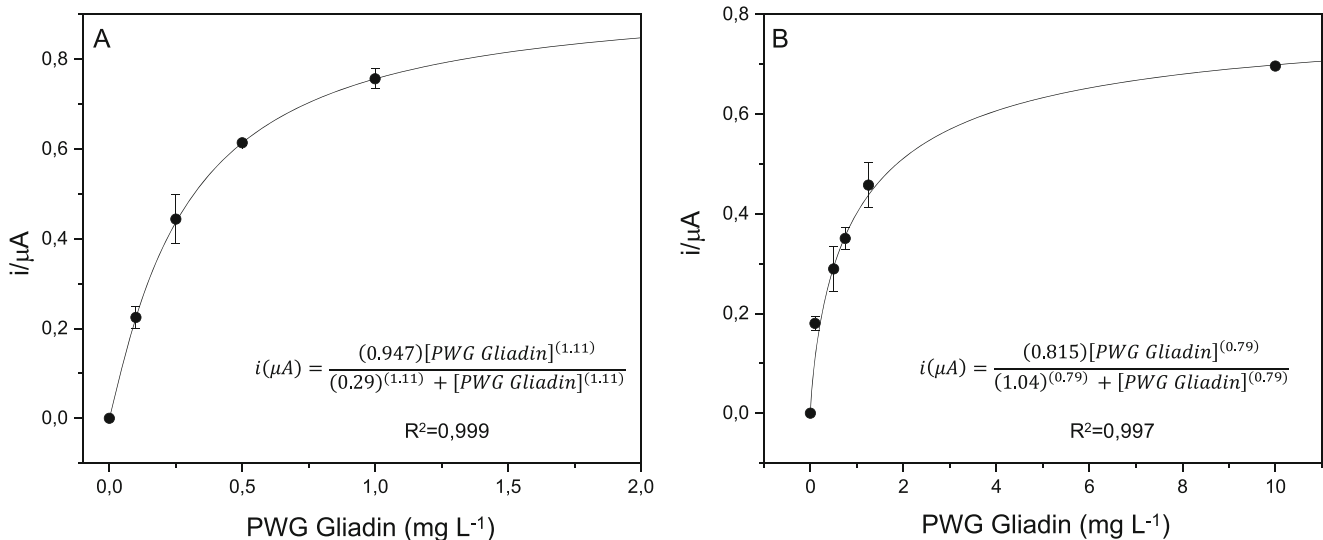 A
i/μA
0,8
0,6
0,4
0,2
0,0
i(μA) = (0.947)[PWG Gliadin]^(1.11) / (0.29)^(1.11) + [PWG Gliadin]^(1.11)
R²=0,999
0,0 0,5 1,0 1,5 2,0
PWG Gliadin (mg L⁻¹)
B
i/μA
0,8
0,6
0,4
0,2
0,0
i(μA) = (0.815)[PWG Gliadin]^(0.79) / (1.04)^(0.79) + [PWG Gliadin]^(0.79)
R²=0,997
0 2 4 6 8 10
PWG Gliadin (mg L⁻¹)